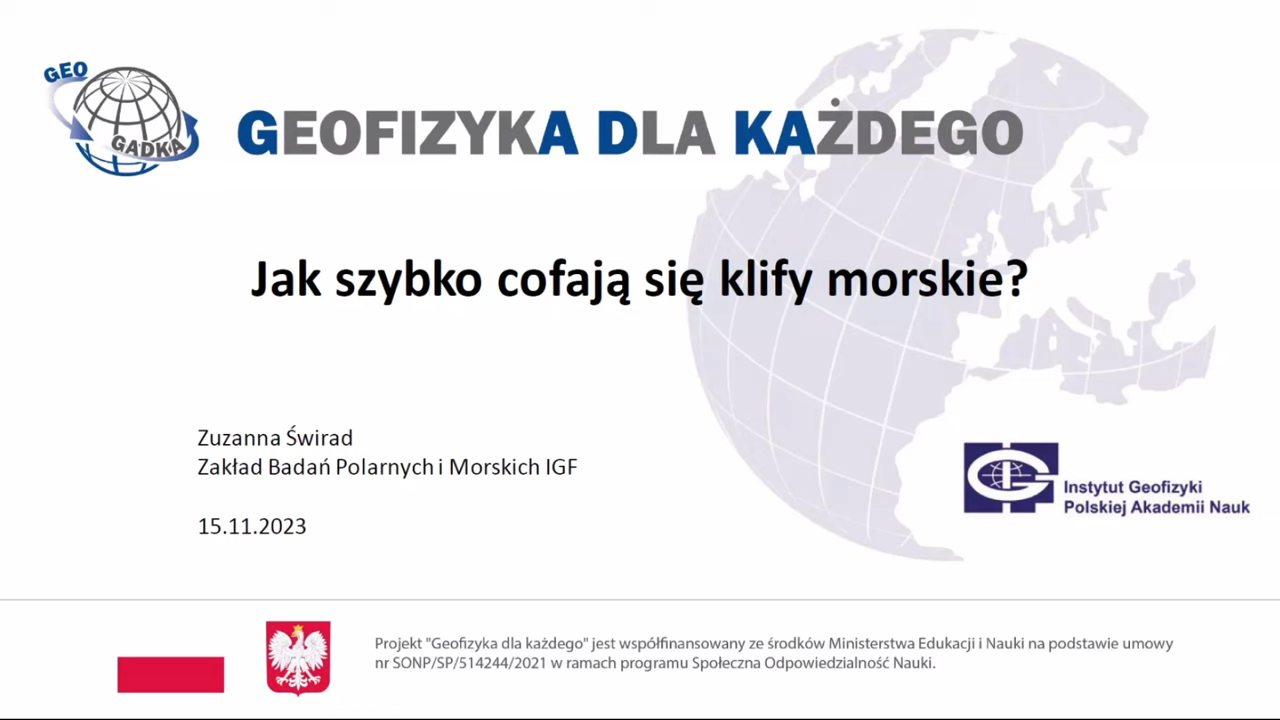 GEO
GADKA
GEOFIZYKA DLA KAŻDEGO
Jak szybko cofają się klify morskie?
Zuzanna Świrad
Zakład Badań Polarnych i Morskich IGF
15.11.2023
Instytut Geofizyki
Polskiej Akademii Nauk
Projekt "Geofizyka dla każdego" jest współfinansowany ze środków Ministerstwa Edukacji i Nauki na podstawie umowy
nr SONP/SP/514244/2021 w ramach programu Społeczna Odpowiedzialność Nauki.